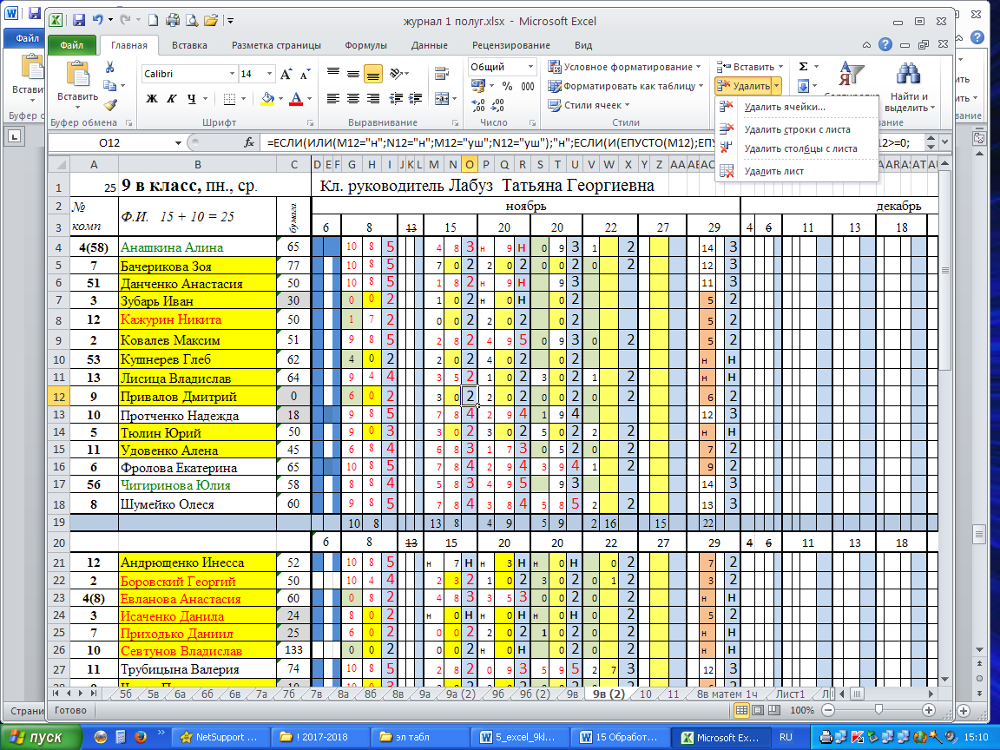 журнал 1 полуг.xlsx - Microsoft Excel
Файл
Файл Главная Вставка Разметка страницы Формулы Данные Рецензирование Вид
Вставить
Calibri 14
Общий
Ж К Ч
% 000
Условное форматирование
Форматировать как таблицу
Стили ячеек
Вставить
Удалить
Σ
Найти и
выделить
Буфер обмена Шрифт Выравнивание Число Стили
Удалить ячейки...
Удалить строки с листа
Удалить столбцы с листа
Удалить лист
O12 fx =ЕСЛИ(ИЛИ(M12="н";N12="н";M12="уш";N12="уш");"н";ЕСЛИ(И(ЕПУСТО(M12);ЕПУ
12>=0;
A B C D E F G H I J K L M N O P Q R S T U V W X Y Z AA
1 25 9 в класс, пн., ср. Кл. руководитель Лабуз Татьяна Георгиевна
2 № Ф.И. 15 + 10 = 25 бумага ноябрь декабрь
3 комп 6 8 13 15 20 20 22 27 29 4 6 11 13 18
4 4(58) Анашкина Алина 65 10 8 5 4 8 3 н 9 Н 0 9 3 1 2 14 3
5 7 Бачерикова Зоя 77 10 8 5 7 0 2 2 0 2 0 0 2 0 2 12 3
6 51 Данченко Анастасия 50 10 8 5 1 8 2 н 9 Н 9 3 11 3
7 3 Зубарь Иван 30 0 0 2 1 0 2 н 0 Н 0 2 5 2
8 12 Кажурин Никита 50 1 7 2 0 0 2 2 0 2 0 2 5 2
9 2 Ковалев Максим 51 9 8 5 2 8 2 4 9 5 0 9 3 0 2 5 2
10 53 Кушнерев Глеб 62 4 0 2 2 0 2 4 0 2 0 2 н Н
11 13 Лисица Владислав 64 9 4 4 3 5 2 1 0 2 3 0 2 1 2 н Н
12 9 Привалов Дмитрий 0 6 0 2 3 0 2 2 0 2 0 0 2 0 2 6 2
13 10 Протченко Надежда 18 9 8 5 7 8 4 2 9 4 1 9 4 12 3
14 5 Тюлин Юрий 50 9 0 3 3 0 2 3 0 2 5 0 2 2 2 н Н
15 11 Удовенко Алена 45 6 8 4 6 8 3 1 7 3 0 5 2 0 2 7 2
16 6 Фролова Екатерина 65 10 8 5 7 8 4 2 9 4 3 9 4 1 2 9 2
17 56 Чигиринова Юлия 58 8 8 4 5 8 3 4 9 5 9 3 14 3
18 8 Шумейко Олеся 60 9 8 5 7 8 4 3 8 4 5 8 5 2 2 13 3
19 10 8 13 8 4 9 5 9 2 16 15 22
20 6 8 13 15 20 20 22 27 29 4 6 11 13 18
21 12 Андрющенко Инесса 52 10 8 5 н 7 Н н 3 Н н 0 Н 0 2 7 2
22 2 Боровский Георгий 50 10 4 4 2 3 2 1 0 2 3 0 2 0 1 2 3 2
23 4(8) Евланова Анастасия 60 0 8 2 4 8 3 3 5 3 0 0 2 0 2 н Н
24 3 Исаченко Данила 24 8 0 2 н 0 Н н 0 Н н 0 Н 0 2 5 2
25 7 Приходько Даниил 25 6 0 2 0 0 2 2 0 2 1 0 2 0 2 н Н
26 10 Севтунов Владислав 133 0 0 2 0 0 2 н 0 Н 0 2 2 н Н
27 11 Трубицына Валерия 74 10 8 5 2 8 2 0 9 3 5 9 5 2 7 3 12 3
5б 5в 6а 6б 6в 7а 7б 7в 8а 8б 8в 9а 9а (2) 9б 9б (2) 9в 9в (2) 10 11 8в матем 1ч Лист1
Готово 100%
пуск NetSupport ... ! 2017-2018 эл табл 5_excel_9kl... 15 Обработ... Microsoft Ex... RU 15:10